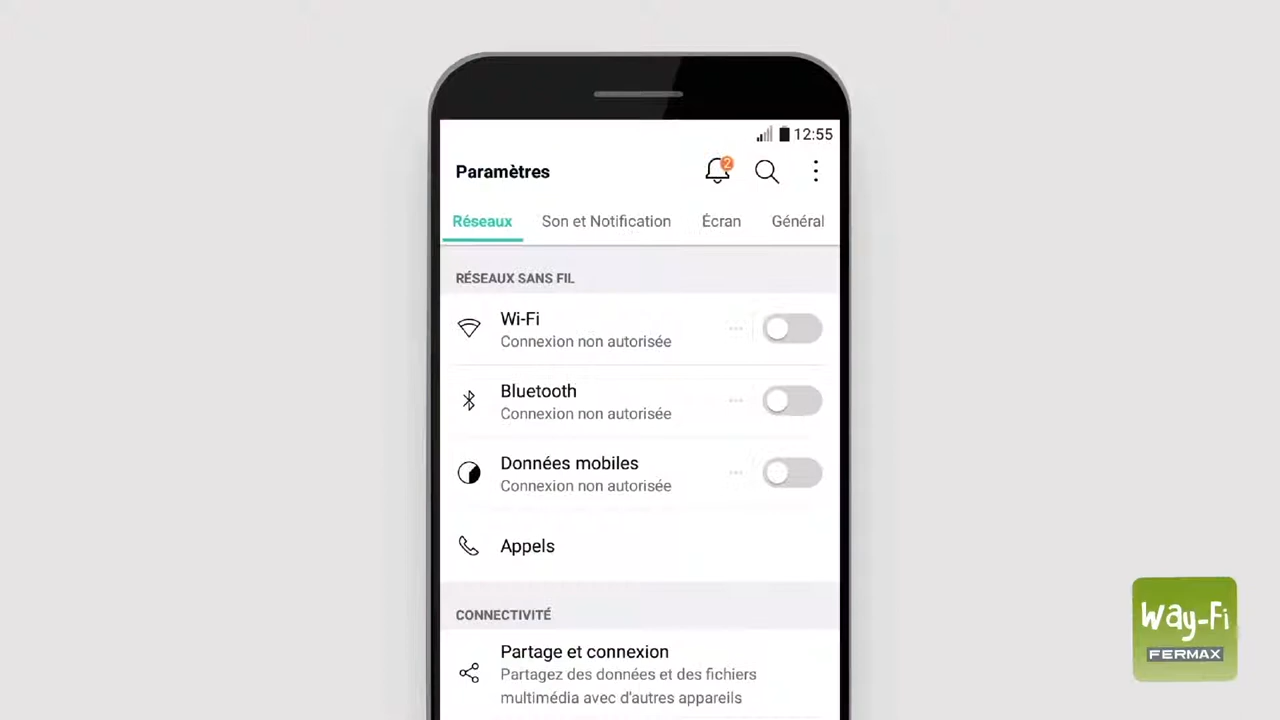 12:55
Paramètres
2
Réseaux Son et Notification Écran Général
RÉSEAUX SANS FIL
Wi-Fi
Connexion non autorisée
Bluetooth
Connexion non autorisée
Données mobiles
Connexion non autorisée
Appels
CONNECTIVITÉ
Partage et connexion
Partagez des données et des fichiers
multimédia avec d'autres appareils
Way-Fi
FERMAX